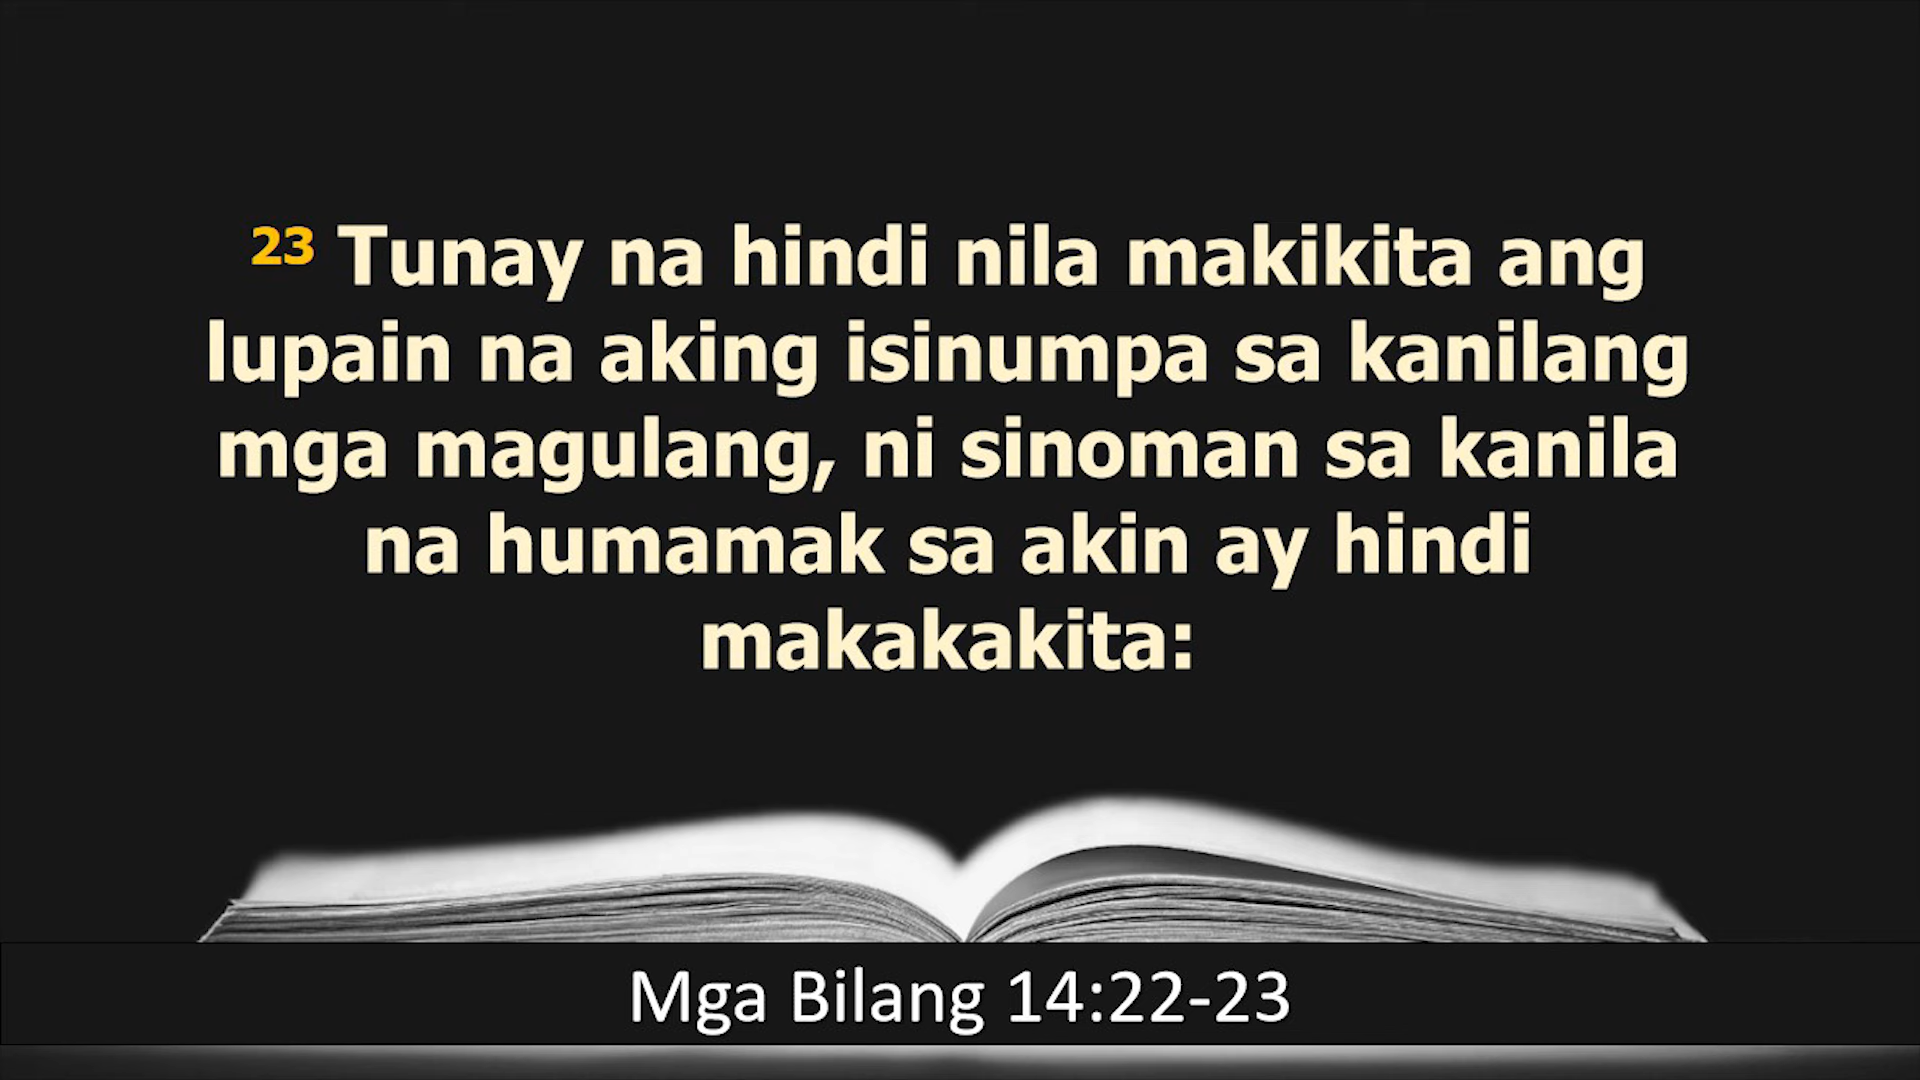 23 Tunay na hindi nila makikita ang
lupain na aking isinumpa sa kanilang
mga magulang, ni sinoman sa kanila
na humamak sa akin ay hindi
makakakita:
Mga Bilang 14:22-23